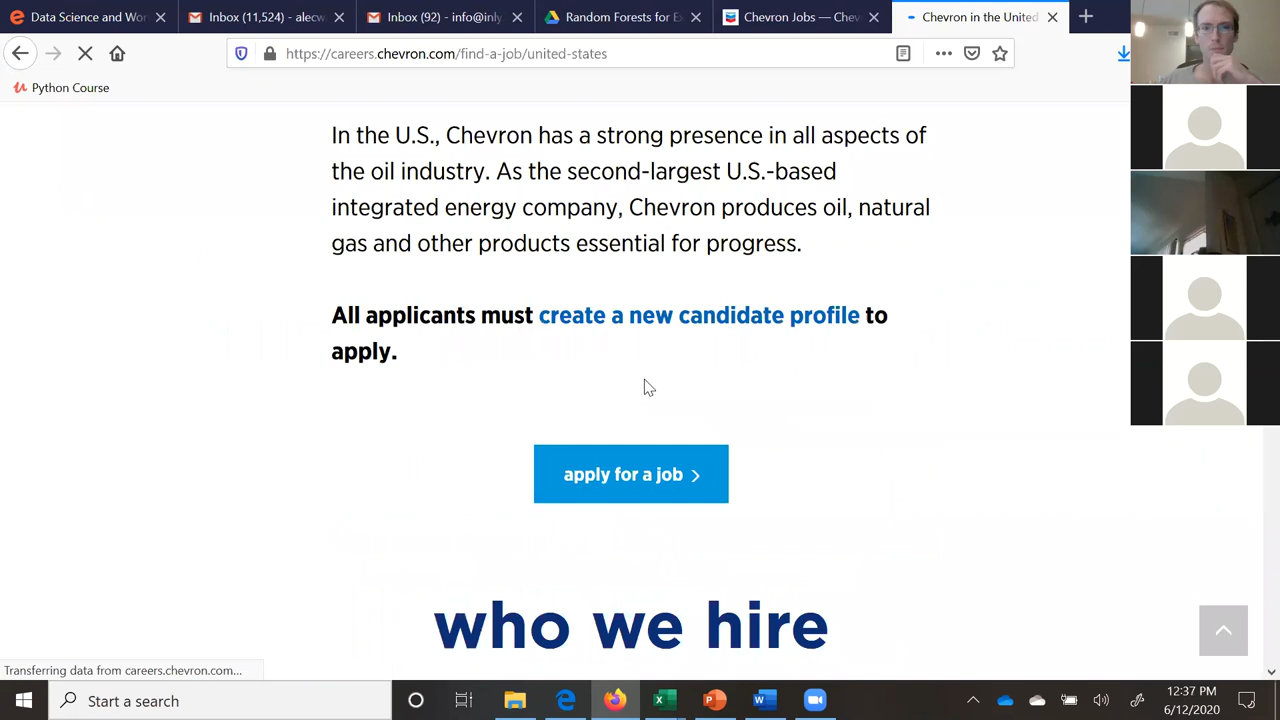 Data Science and Wor
Inbox (11,524) - alecw
Inbox (92) - info@inly
Random Forests for E
Chevron Jobs — Chev
Chevron in the United
https://careers.chevron.com/find-a-job/united-states
Python Course
In the U.S., Chevron has a strong presence in all aspects of
the oil industry. As the second-largest U.S.-based
integrated energy company, Chevron produces oil, natural
gas and other products essential for progress.
All applicants must create a new candidate profile to
apply.
apply for a job
who we hire
Transferring data from careers.chevron.com...
Start a search
12:37 PM
6/12/2020